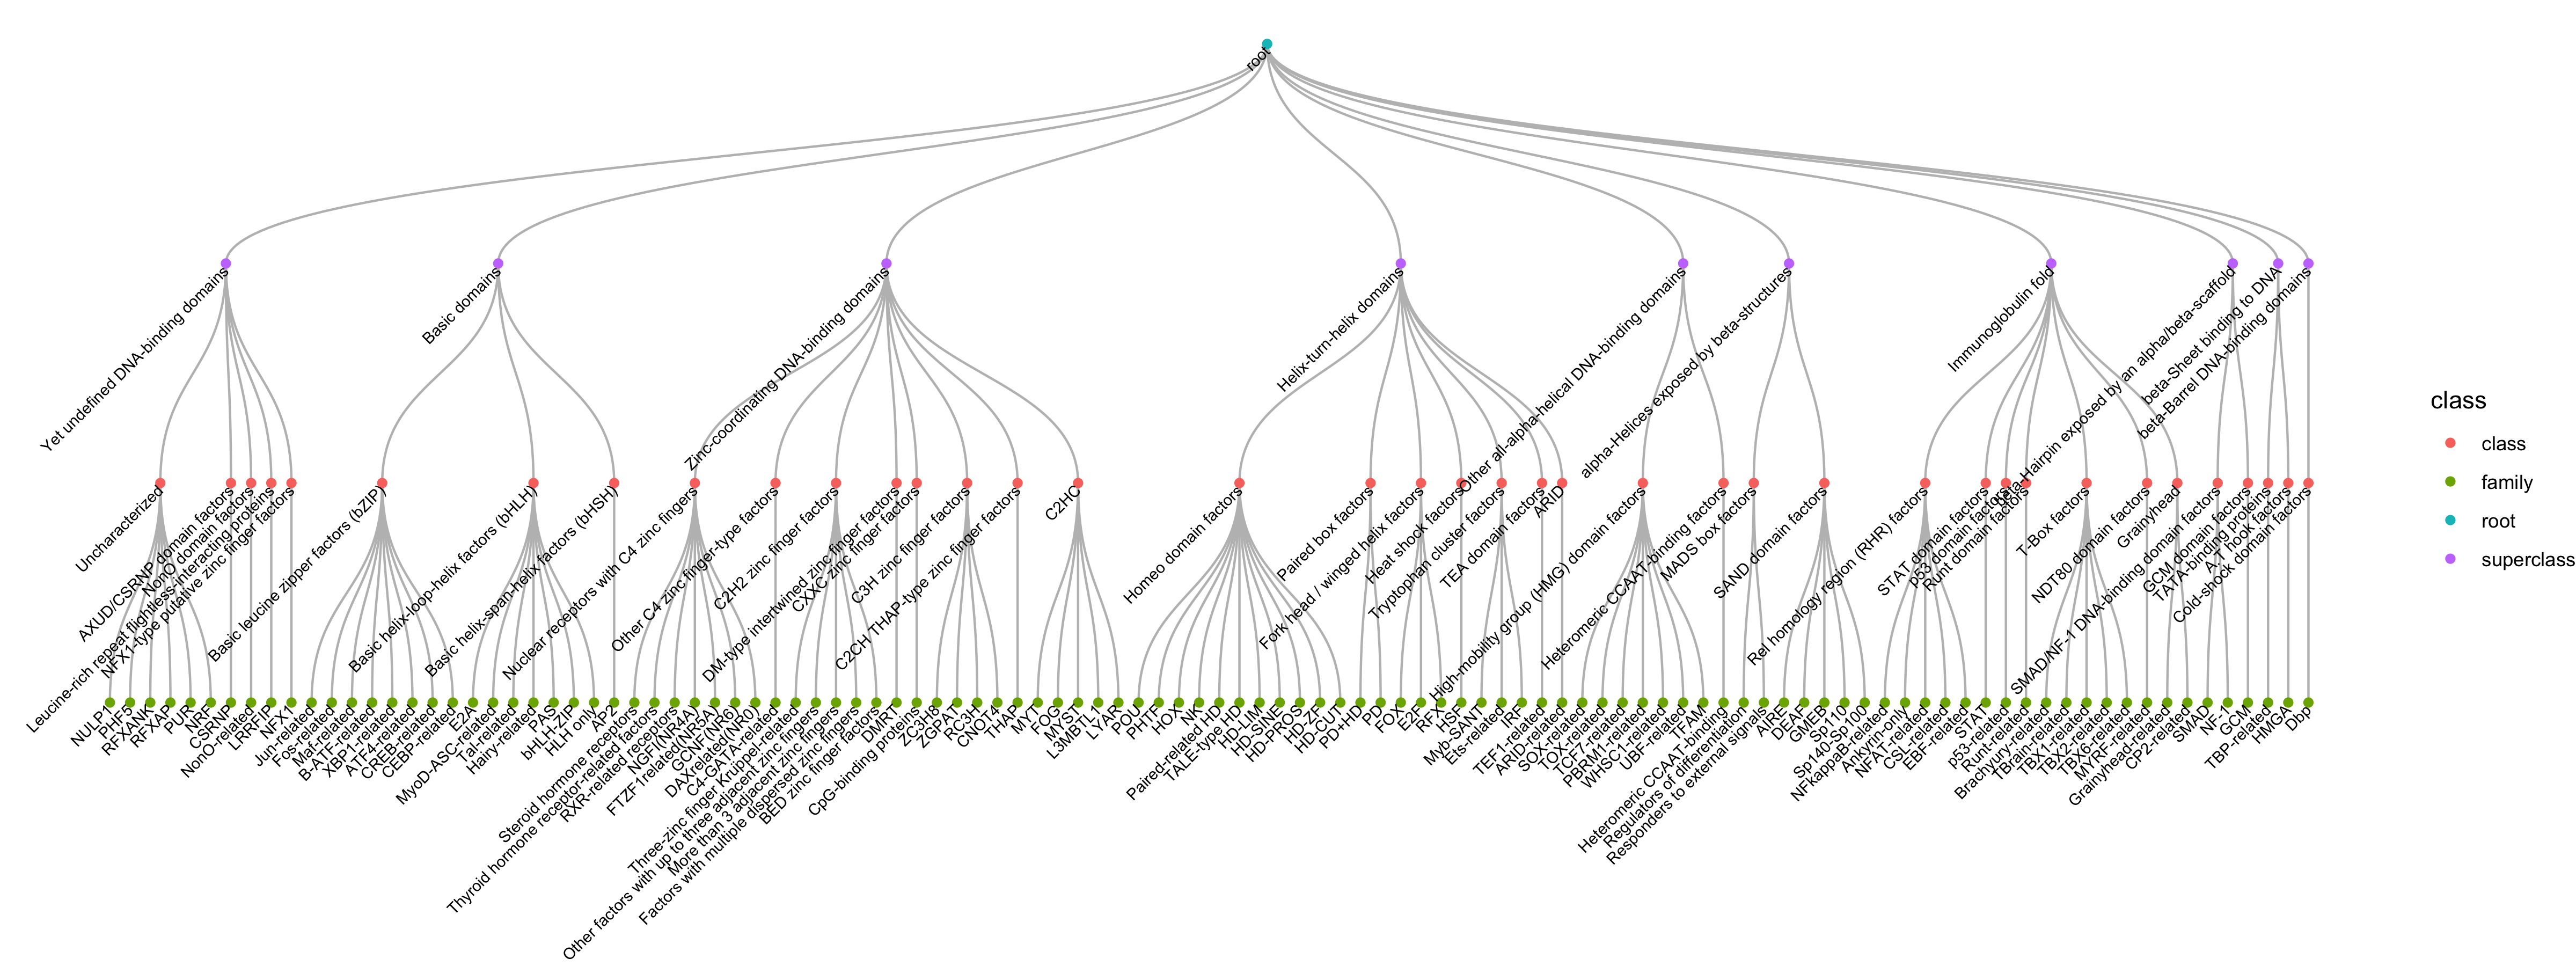 root
Yet undefined DNA-binding domains
Basic domains
Zinc-coordinating DNA-binding domains
Helix-turn-helix domains
Other all-alpha-helical DNA-binding domains
alpha-Helices exposed by beta-structures
Immunoglobulin fold
beta-Hairpin exposed by an alpha/beta-scaffold
beta-Sheet binding to DNA
beta-Barrel DNA-binding domains
Uncharacterized
AXUD/CSRNP domain factors
NonO domain factors
Leucine-rich repeat flightless-interacting proteins
NFX1-type putative zinc finger factors
Basic leucine zipper factors (bZIP)
Basic helix-loop-helix factors (bHLH)
Basic helix-span-helix factors (bHSH)
Nuclear receptors with C4 zinc fingers
Other C4 zinc finger-type factors
C2H2 zinc finger factors
DM-type intertwined zinc finger factors
CXXC zinc finger factors
C3H zinc finger factors
C2CH THAP-type zinc finger factors
C2HC
Homeo domain factors
Paired box factors
Fork head / winged helix factors
Heat shock factors
Tryptophan cluster factors
TEA domain factors
ARID
High-mobility group (HMG) domain factors
Heteromeric CCAAT-binding factors
MADS box factors
SAND domain factors
Rel homology region (RHR) factors
STAT domain factors
p53 domain factors
Runt domain factors
T-Box factors
NDT80 domain factors
Grainyhead
SMAD/NF-1 DNA-binding domain factors
GCM domain factors
TATA-binding proteins
A.T hook factors
Cold-shock domain factors
NULP1
PHF5
RFXANK
RFXAP
PUR
NRF
CSRNP
NonO-related
LRRFIP
NFX1
Jun-related
Fos-related
Maf-related
B-ATF-related
XBP1-related
ATF4-related
CREB-related
CEBP-related
E2A
MyoD-ASC-related
Tal-related
Hairy-related
PAS
bHLH-ZIP
HLH only
AP2
Steroid hormone receptors
Thyroid hormone receptor-related factors
RXR-related receptors
NGFI(NR4A)
FTZF1related(NR5A)
GCNF(NR6)
DAXrelated(NR0)
C4-GATA-related
Three-zinc finger Kruppel-related
Other factors with up to three adjacent zinc fingers
More than 3 adjacent zinc fingers
Factors with multiple dispersed zinc fingers
BED zinc finger factors
DMRT
CpG-binding proteins
ZC3H8
ZGPAT
RC3H
CNOT4
THAP
MYT
FOG
MYST
L3MBTL1
LYAR
POU
PHTF
HOX
NK
Paired-related HD
TALE-type HD
HD-LIM
HD-SINE
HD-PROS
HD-ZF
HD-CUT
PD+HD
PD
FOX
E2F
RFX
HSF
Myb-SANT
Ets-related
IRF
TEF1-related
ARID-related
SOX-related
TOX-related
TCF7-related
PBRM1-related
WHSC1-related
UBF-related
TFAM
Heteromeric CCAAT-binding
Regulators of differentiation
Responders to external signals
AIRE
DEAF
GMEB
Sp110
Sp140-Sp100
NFkappaB-related
Ankyrin-only
NFAT-related
CSL-related
EBF-related
STAT
p53-related
Runt-related
Brachyury-related
TBrain-related
TBX1-related
TBX2-related
TBX6-related
MYRF-related
Grainyhead-related
CP2-related
SMAD
NF-1
GCM
TBP-related
HMGA
Dbp
class
class
family
root
superclass